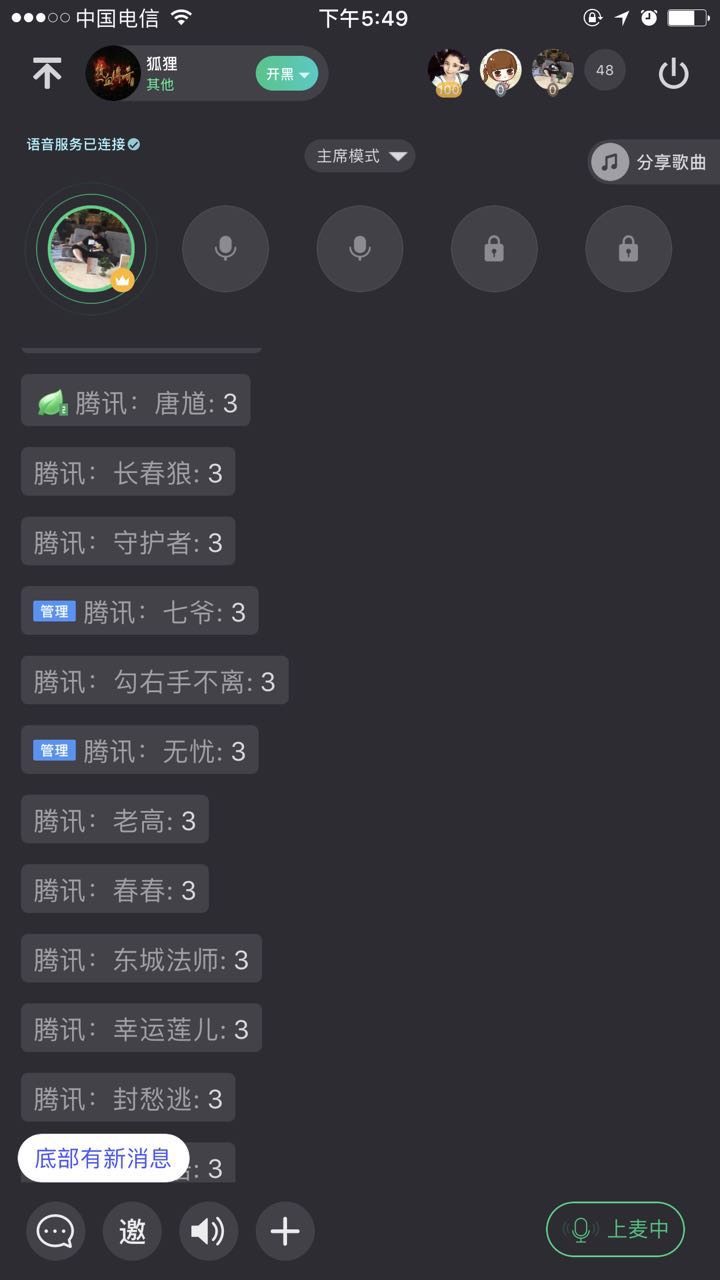 中国电信
下午5:49
狐狸
其他
开黑
100
0
0
48
语音服务已连接
主席模式
分享歌曲
2
腾讯：唐馗: 3
腾讯：长春狼: 3
腾讯：守护者: 3
管理 腾讯：七爷: 3
腾讯：勾右手不离: 3
管理 腾讯：无忧: 3
腾讯：老高: 3
腾讯：春春: 3
腾讯：东城法师: 3
腾讯：幸运莲儿: 3
腾讯：封愁逃: 3
: 3
底部有新消息
邀
上麦中